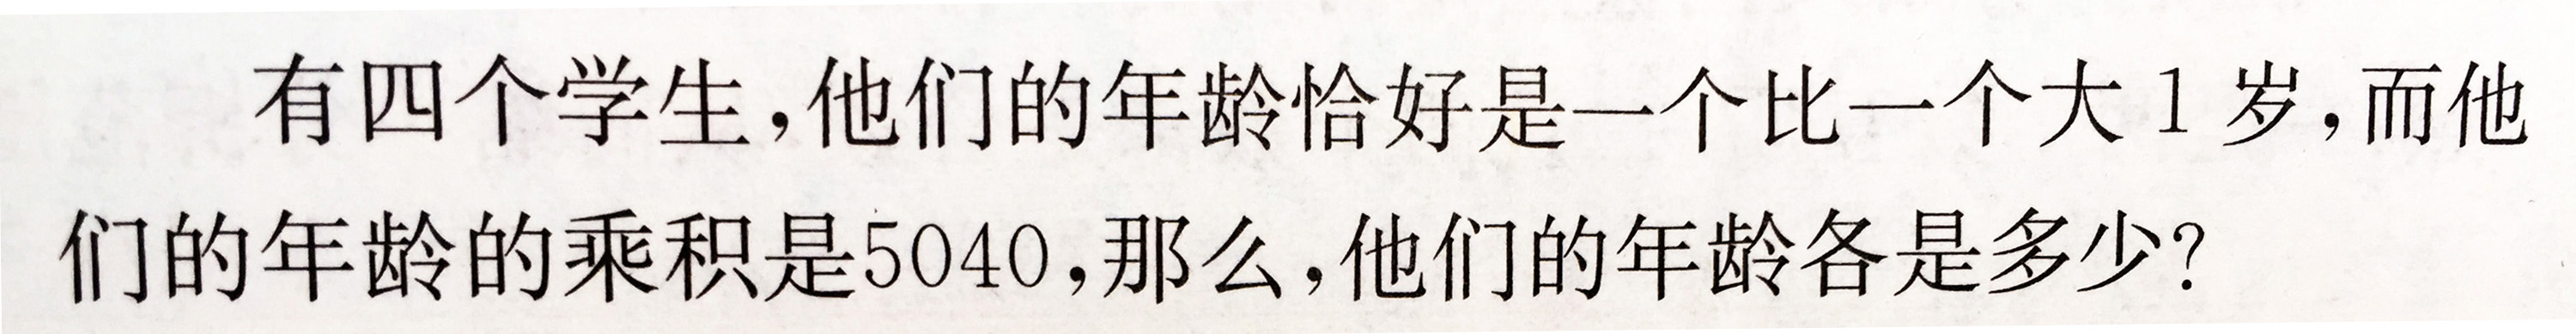 有四个学生,他们的年龄恰好是一个比一个大1岁,而他
们的年龄的乘积是5040,那么,他们的年龄各是多少?